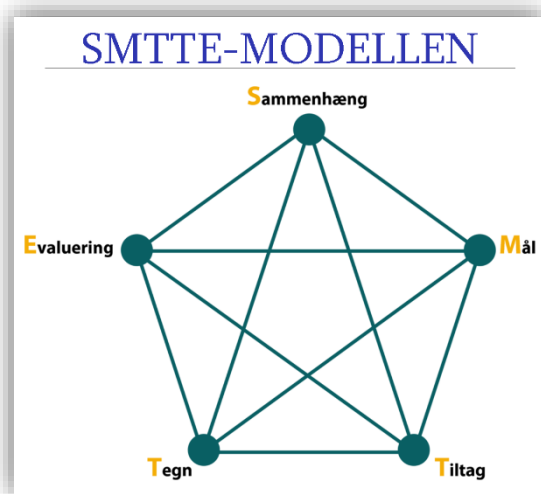 SMTTE-MODELLEN
Sammenhæng
Evaluering
Mål
Tegn
Tiltag